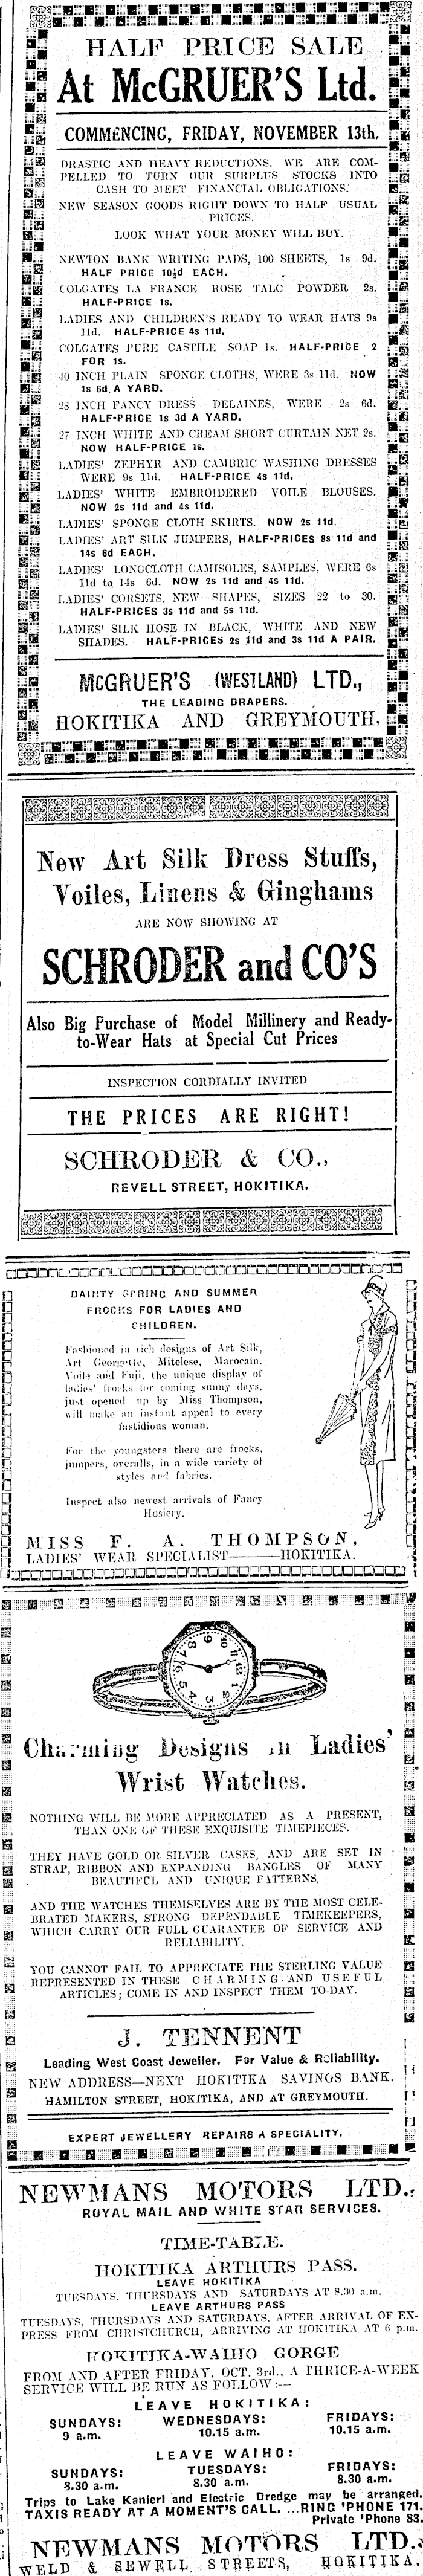 HALF PRICE SALE
At McGRUER'S Ltd.
COMMENCING, FRIDAY, NOVEMBER 13th.
DRASTIC AND HEAVY REDUCTIONS. WE ARE COM-
PELLED TO TURN OUR SURPLUS STOCKS INTO
CASH TO MEET FINANCIAL OBLIGATIONS.
NEW SEASON GOODS RIGHT DOWN TO HALF USUAL
PRICES.
LOOK WHAT YOUR MONEY WILL BUY.
NEWTON BANK WRITING PADS, 100 SHEETS, 1s 9d.
HALF PRICE 10½d EACH.
COLGATES LA FRANCE ROSE TALC POWDER 2s.
HALF-PRICE 1s.
LADIES AND CHILDREN'S READY TO WEAR HATS 9s
11d. HALF-PRICE 4s 11d.
COLGATES PURE CASTILE SOAP 1s. HALF-PRICE 2
FOR 1s.
40 INCH PLAIN SPONGE CLOTHS, WERE 3s 11d. NOW
1s 6d A YARD.
28 INCH FANCY DRESS DELAINES, WERE 2s 6d.
HALF-PRICE 1s 3d A YARD.
27 INCH WHITE AND CREAM SHORT CURTAIN NET 2s.
NOW HALF-PRICE 1s.
LADIES' ZEPHYR AND CAMBRIC WASHING DRESSES
WERE 9s 11d. HALF-PRICE 4s 11d.
LADIES' WHITE EMBROIDERED VOILE BLOUSES.
NOW 2s 11d and 4s 11d.
LADIES' SPONGE CLOTH SKIRTS. NOW 2s 11d.
LADIES' ART SILK JUMPERS, HALF-PRICES 8s 11d and
14s 6d EACH.
LADIES' LONGCLOTH CAMISOLES, SAMPLES, WERE 6s
11d to 14s 6d. NOW 2s 11d and 4s 11d.
LADIES' CORSETS, NEW SHAPES, SIZES 22 to 30.
HALF-PRICES 3s 11d and 5s 11d.
LADIES' SILK HOSE IN BLACK, WHITE AND NEW
SHADES. HALF-PRICES 2s 11d and 3s 11d A PAIR.
McGRUER'S (WESTLAND) LTD.,
THE LEADING DRAPERS.
HOKITIKA AND GREYMOUTH.
New Art Silk Dress Stuffs,
Voiles, Linens & Ginghams
ARE NOW SHOWING AT
SCHRODER and CO'S
Also Big Purchase of Model Millinery and Ready-
to-Wear Hats at Special Cut Prices
INSPECTION CORDIALLY INVITED
THE PRICES ARE RIGHT!
SCHRODER & CO.,
REVELL STREET, HOKITIKA.
DAINTY SPRING AND SUMMER
FROCKS FOR LADIES AND
CHILDREN.
Fashioned in rich designs of Art Silk,
Art Georgette, Mitelese, Marocain,
Voile and Fuji, the unique display of
ladies' frocks for coming sunny days,
just opened up by Miss Thompson,
will make an instant appeal to every
fastidious woman.
For the youngsters there are frocks,
jumpers, overalls, in a wide variety of
styles and fabrics.
Inspect also newest arrivals of Fancy
Hosiery.
MISS F. A. THOMPSON,
LADIES' WEAR SPECIALIST——HOKITIKA.
Charming Designs in Ladies'
Wrist Watches.
NOTHING WILL BE MORE APPRECIATED AS A PRESENT,
THAN ONE OF THESE EXQUISITE TIMEPIECES.
THEY HAVE GOLD OR SILVER CASES, AND ARE SET IN
STRAP, RIBBON AND EXPANDING BANGLES OF MANY
BEAUTIFUL AND UNIQUE PATTERNS.
AND THE WATCHES THEMSELVES ARE BY THE MOST CELE-
BRATED MAKERS, STRONG DEPENDABLE TIMEKEEPERS,
WHICH CARRY OUR FULL GUARANTEE OF SERVICE AND
RELIABILITY.
YOU CANNOT FAIL TO APPRECIATE THE STERLING VALUE
REPRESENTED IN THESE CHARMING AND USEFUL
ARTICLES; COME IN AND INSPECT THEM TO-DAY.
J. TENNENT
Leading West Coast Jeweller. For Value & Reliability.
NEW ADDRESS—NEXT HOKITIKA SAVINGS BANK.
HAMILTON STREET, HOKITIKA, AND AT GREYMOUTH.
EXPERT JEWELLERY REPAIRS A SPECIALITY.
NEWMANS MOTORS LTD.,
ROYAL MAIL AND WHITE STAR SERVICES.
TIME-TABLE.
HOKITIKA ARTHURS PASS.
LEAVE HOKITIKA
TUESDAYS, THURSDAYS AND SATURDAYS AT 8.30 a.m.
LEAVE ARTHURS PASS
TUESDAYS, THURSDAYS AND SATURDAYS, AFTER ARRIVAL OF EX-
PRESS FROM CHRISTCHURCH, ARRIVING AT HOKITIKA AT 6 p.m.
HOKITIKA-WAIHO GORGE
FROM AND AFTER FRIDAY, OCT. 3rd., A THRICE-A-WEEK
SERVICE WILL BE RUN AS FOLLOW:—
LEAVE HOKITIKA:
SUNDAYS: WEDNESDAYS: FRIDAYS:
9 a.m. 10.15 a.m. 10.15 a.m.
LEAVE WAIHO:
SUNDAYS: TUESDAYS: FRIDAYS:
8.30 a.m. 8.30 a.m. 8.30 a.m.
Trips to Lake Kanieri and Electric Dredge may be arranged.
TAXIS READY AT A MOMENT'S CALL. ...RING 'PHONE 171.
Private 'Phone 83.
NEWMANS MOTORS LTD.,
WELD & SEWELL STREETS, HOKITIKA.